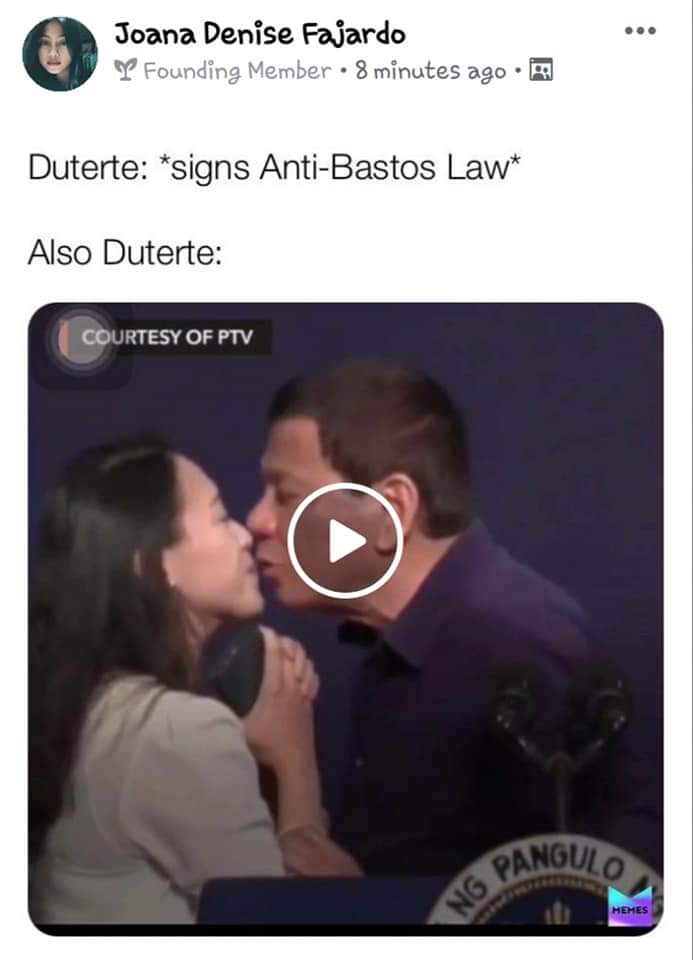 Joana Denise Fajardo
Founding Member • 8 minutes ago •
Duterte: *signs Anti-Bastos Law*
Also Duterte:
COURTESY OF PTV
NG PANGULO NG
MEMES